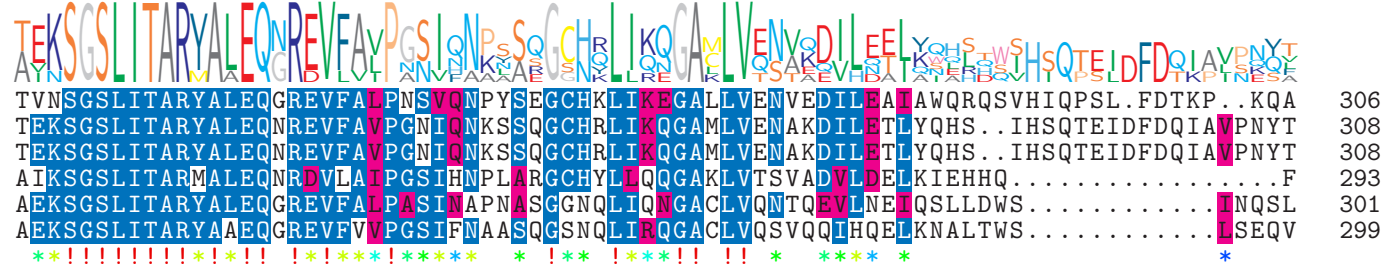 TVNSGSLITARYALEQGREVFALPNSVQNPYSEGCHKLIKEGALLVENVEDILEAIAWQRQSVHIQPSL.FDTKP..KQA 306
TEKSGSLITARYALEQNREVFAVPGNIQNKSSQGCHRLIKQGAMLVENAKDILETLYQHS..IHSQTEIDFDQIAVPNYT 308
TEKSGSLITARYALEQNREVFAVPGNIQNKSSQGCHRLIKQGAMLVENAKDILETLYQHS..IHSQTEIDFDQIAVPNYT 308
AIKSGSLITARMALEQNRDVLAIPGSIHNPLARGCHYLLQQGAKLVTSVADVLDELKIEHHQ.................F 293
AEKSGSLITARYALEQGREVFALPASINAPNASGGNQLIQNGACLVQNTQEVLNEIQSLLDWS............INQSL 301
AEKSGSLITARYAAEQGREVFVVPGSIFNAASQGSNQLIRQGACLVQSVQQIHQELKNALTWS............LSEQV 299